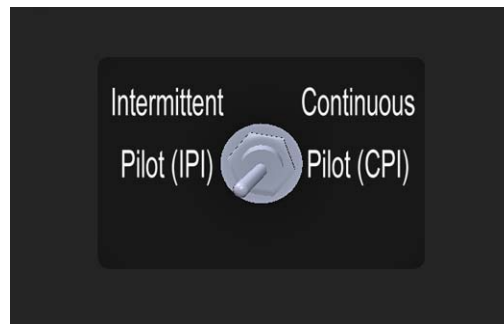 Intermittent
Pilot (IPI)
Continuous
Pilot (CPI)